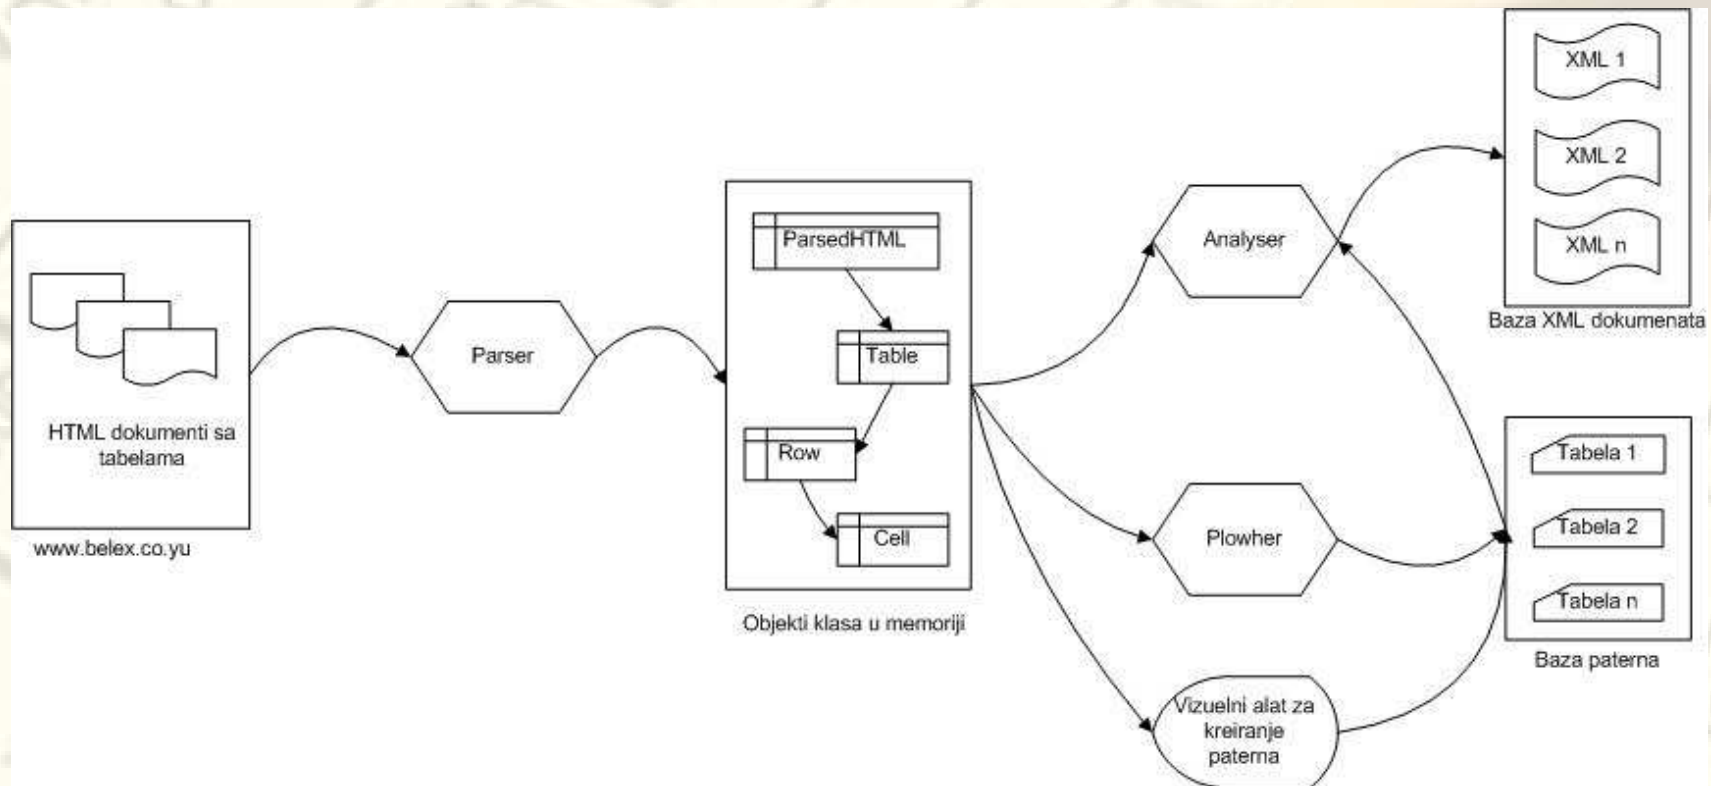 HTML dokumenti sa
tabelama
www.belex.co.yu
Parser
ParsedHTML
Table
Row
Cell
Objekti klasa u memoriji
Analyser
Plowher
Vizuelni alat za
kreiranje
paterna
XML 1
XML 2
XML n
Baza XML dokumenata
Tabela 1
Tabela 2
Tabela n
Baza paterna